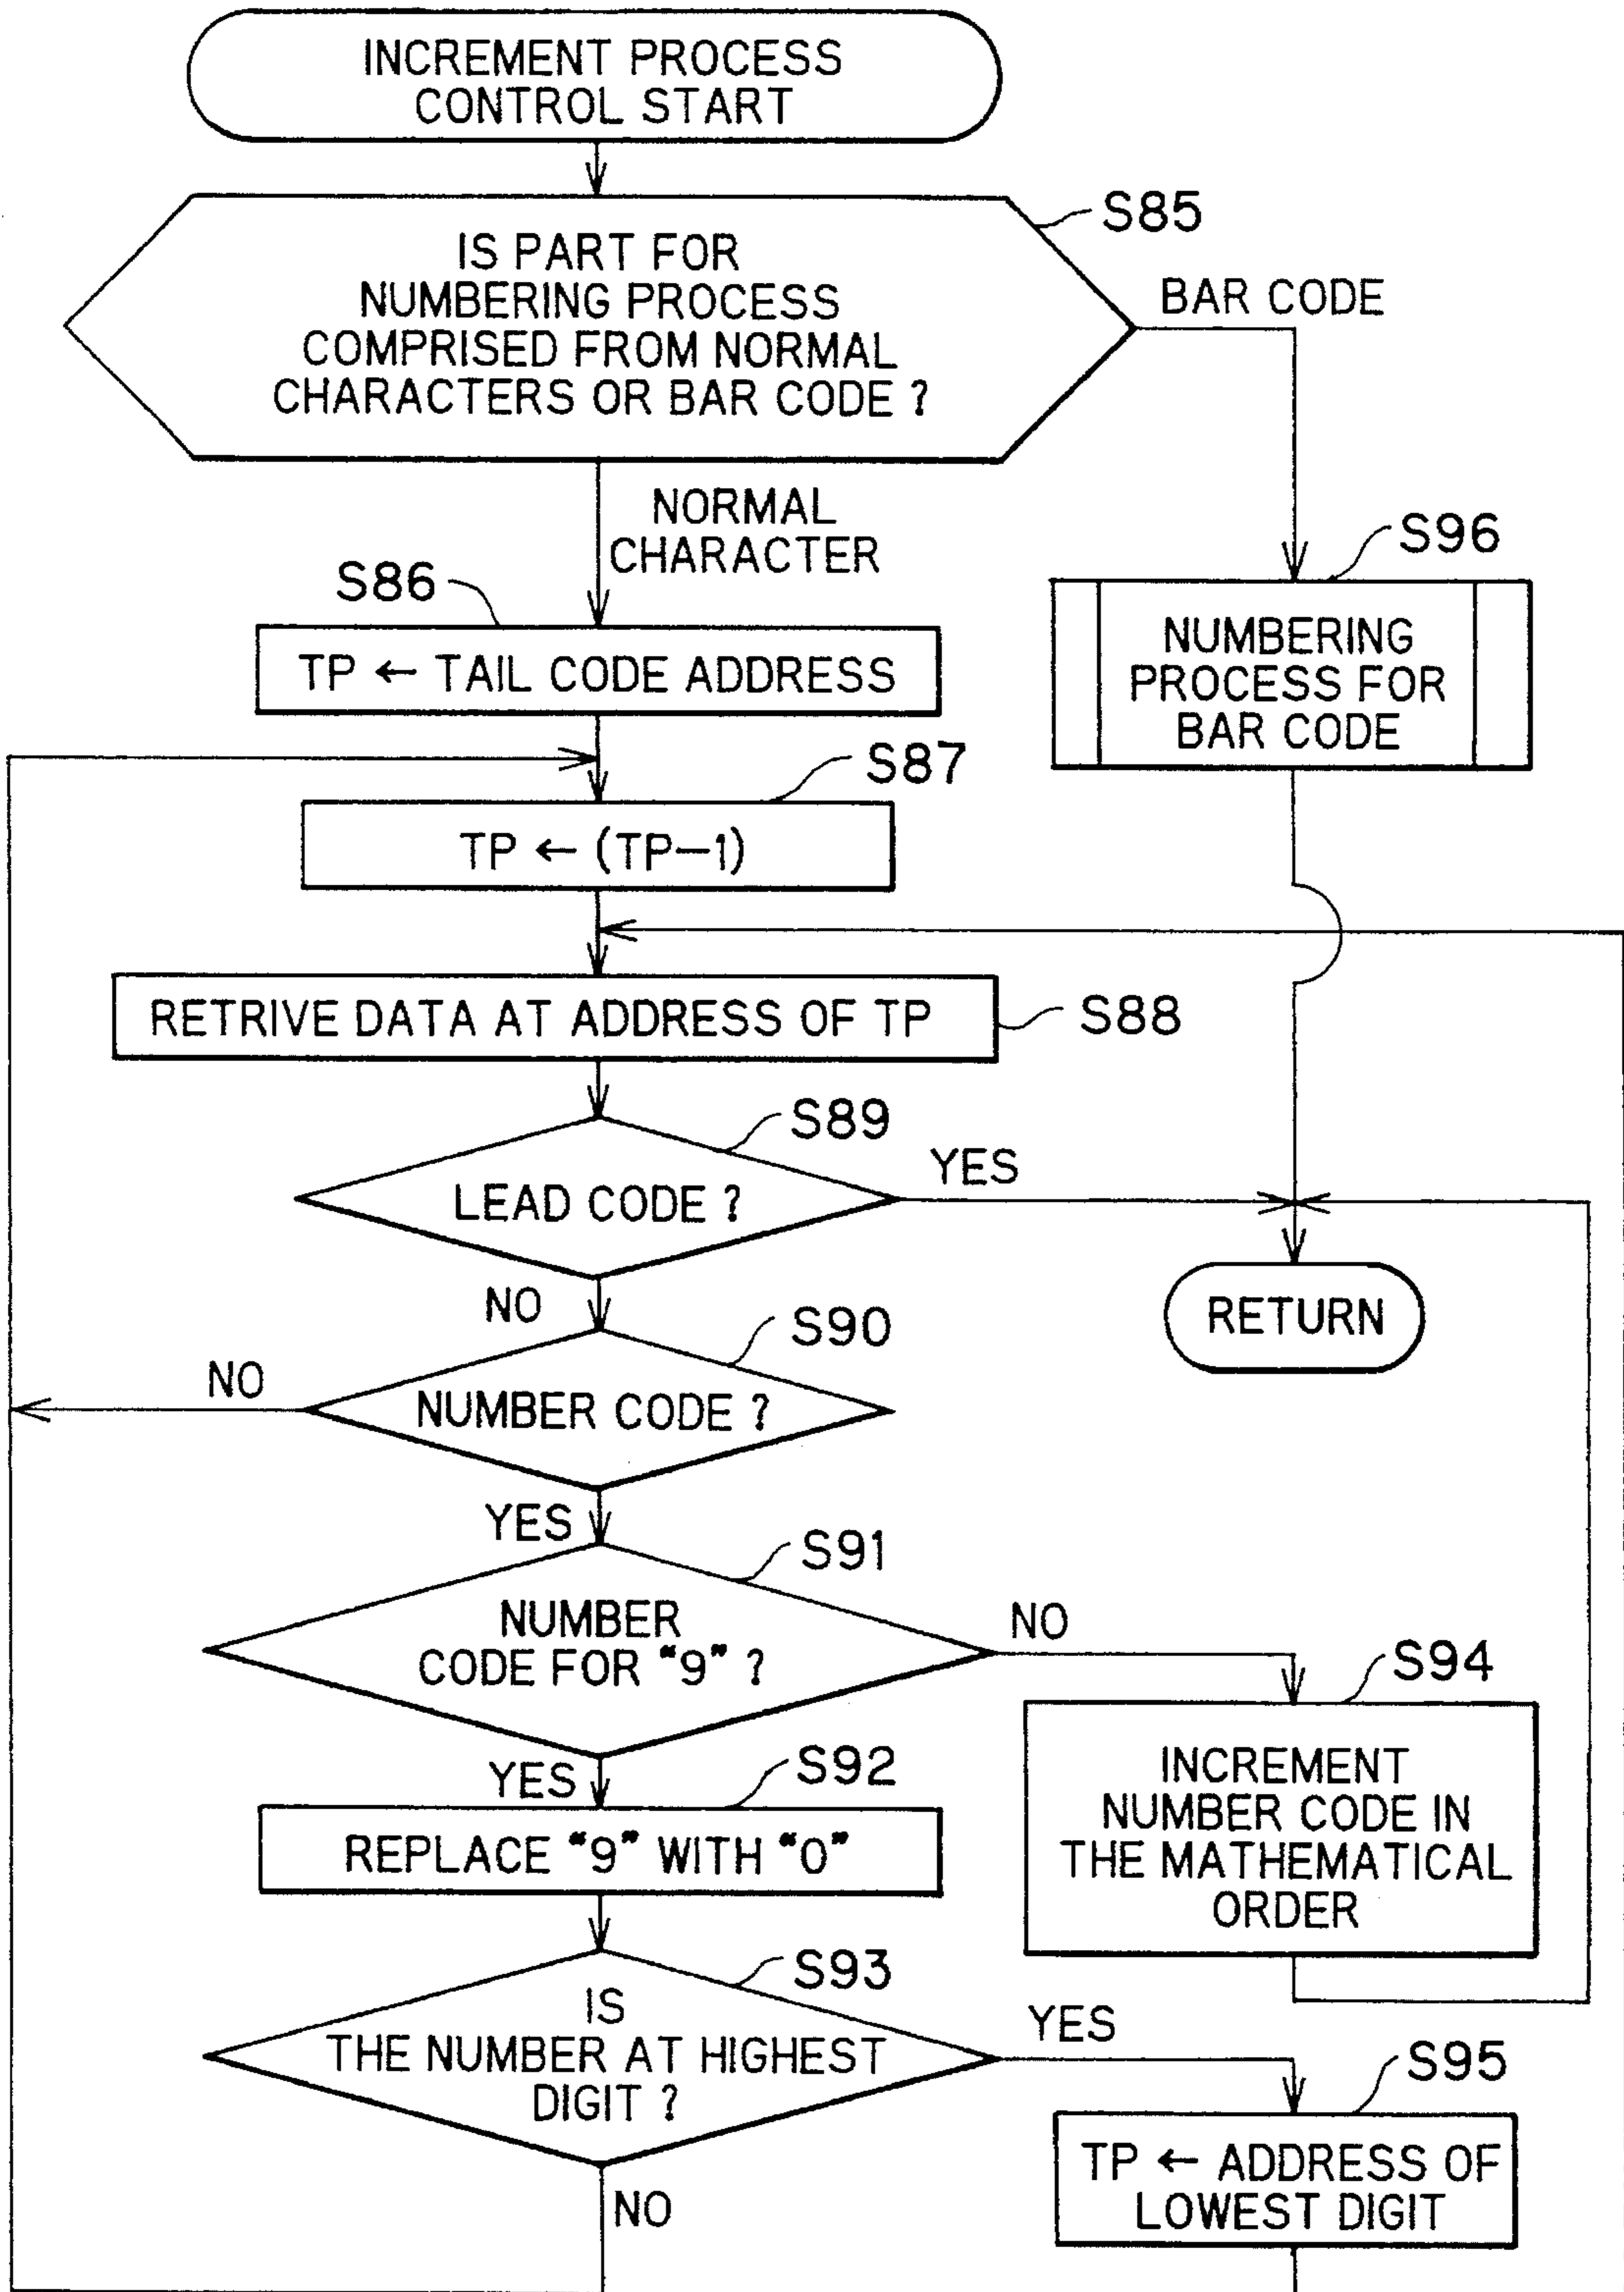 INCREMENT PROCESS
CONTROL START
S85
IS PART FOR
NUMBERING PROCESS
COMPRISED FROM NORMAL
CHARACTERS OR BAR CODE ?
BAR CODE
NORMAL
CHARACTER
S96
NUMBERING
PROCESS FOR
BAR CODE
S86
TP ← TAIL CODE ADDRESS
S87
TP ← (TP-1)
RETRIVE DATA AT ADDRESS OF TP
S88
S89
LEAD CODE ?
YES
NO
RETURN
S90
NUMBER CODE ?
NO
YES
S91
NUMBER
CODE FOR "9" ?
NO
S94
INCREMENT
NUMBER CODE IN
THE MATHEMATICAL
ORDER
YES
S92
REPLACE "9" WITH "0"
S93
IS
THE NUMBER AT HIGHEST
DIGIT ?
YES
S95
TP ← ADDRESS OF
LOWEST DIGIT
NO